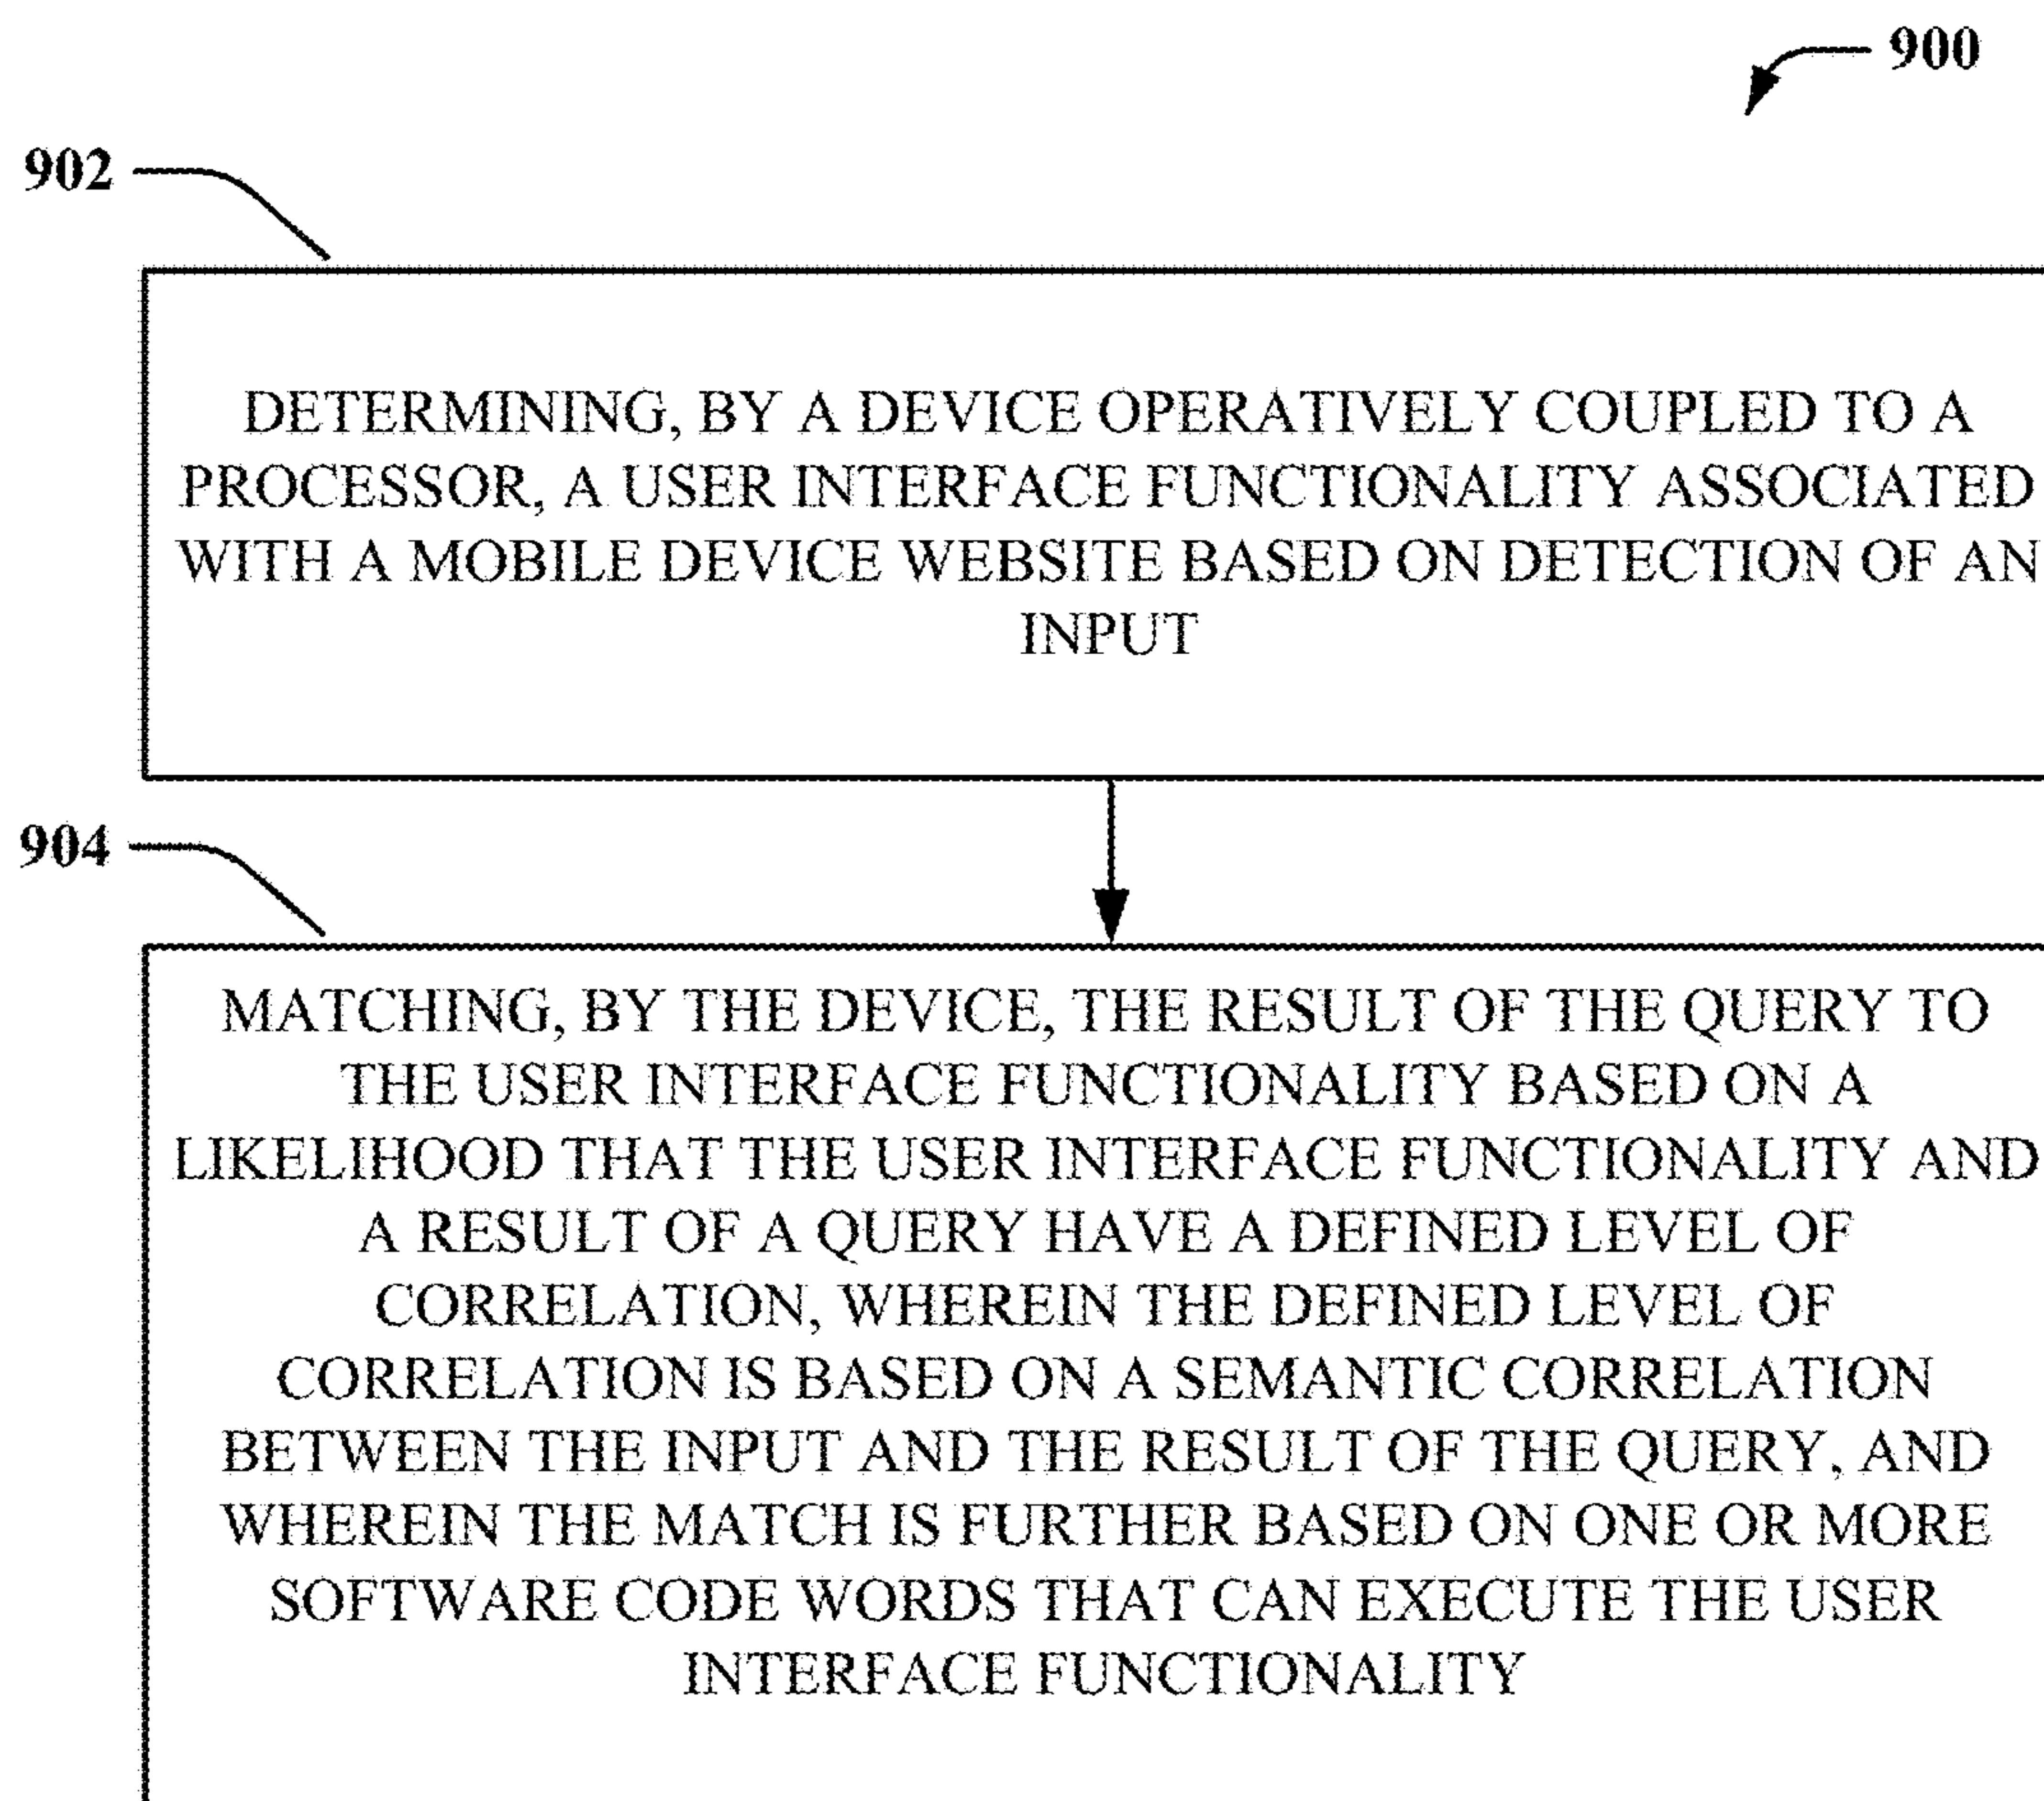 900
902
DETERMINING, BY A DEVICE OPERATIVELY COUPLED TO A
PROCESSOR, A USER INTERFACE FUNCTIONALITY ASSOCIATED
WITH A MOBILE DEVICE WEBSITE BASED ON DETECTION OF AN
INPUT
904
MATCHING, BY THE DEVICE, THE RESULT OF THE QUERY TO
THE USER INTERFACE FUNCTIONALITY BASED ON A
LIKELIHOOD THAT THE USER INTERFACE FUNCTIONALITY AND
A RESULT OF A QUERY HAVE A DEFINED LEVEL OF
CORRELATION, WHEREIN THE DEFINED LEVEL OF
CORRELATION IS BASED ON A SEMANTIC CORRELATION
BETWEEN THE INPUT AND THE RESULT OF THE QUERY, AND
WHEREIN THE MATCH IS FURTHER BASED ON ONE OR MORE
SOFTWARE CODE WORDS THAT CAN EXECUTE THE USER
INTERFACE FUNCTIONALITY